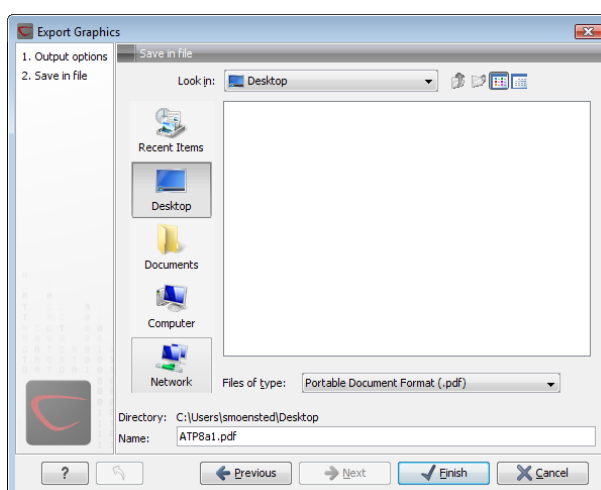 Export Graphics
1. Output options
2. Save in file
Save in file
Look in: Desktop
Recent Items
Desktop
Documents
Computer
Network
Files of type: Portable Document Format (.pdf)
Directory: C:\Users\smoensted\Desktop
Name: ATP8a1.pdf
? Previous Next Finish Cancel